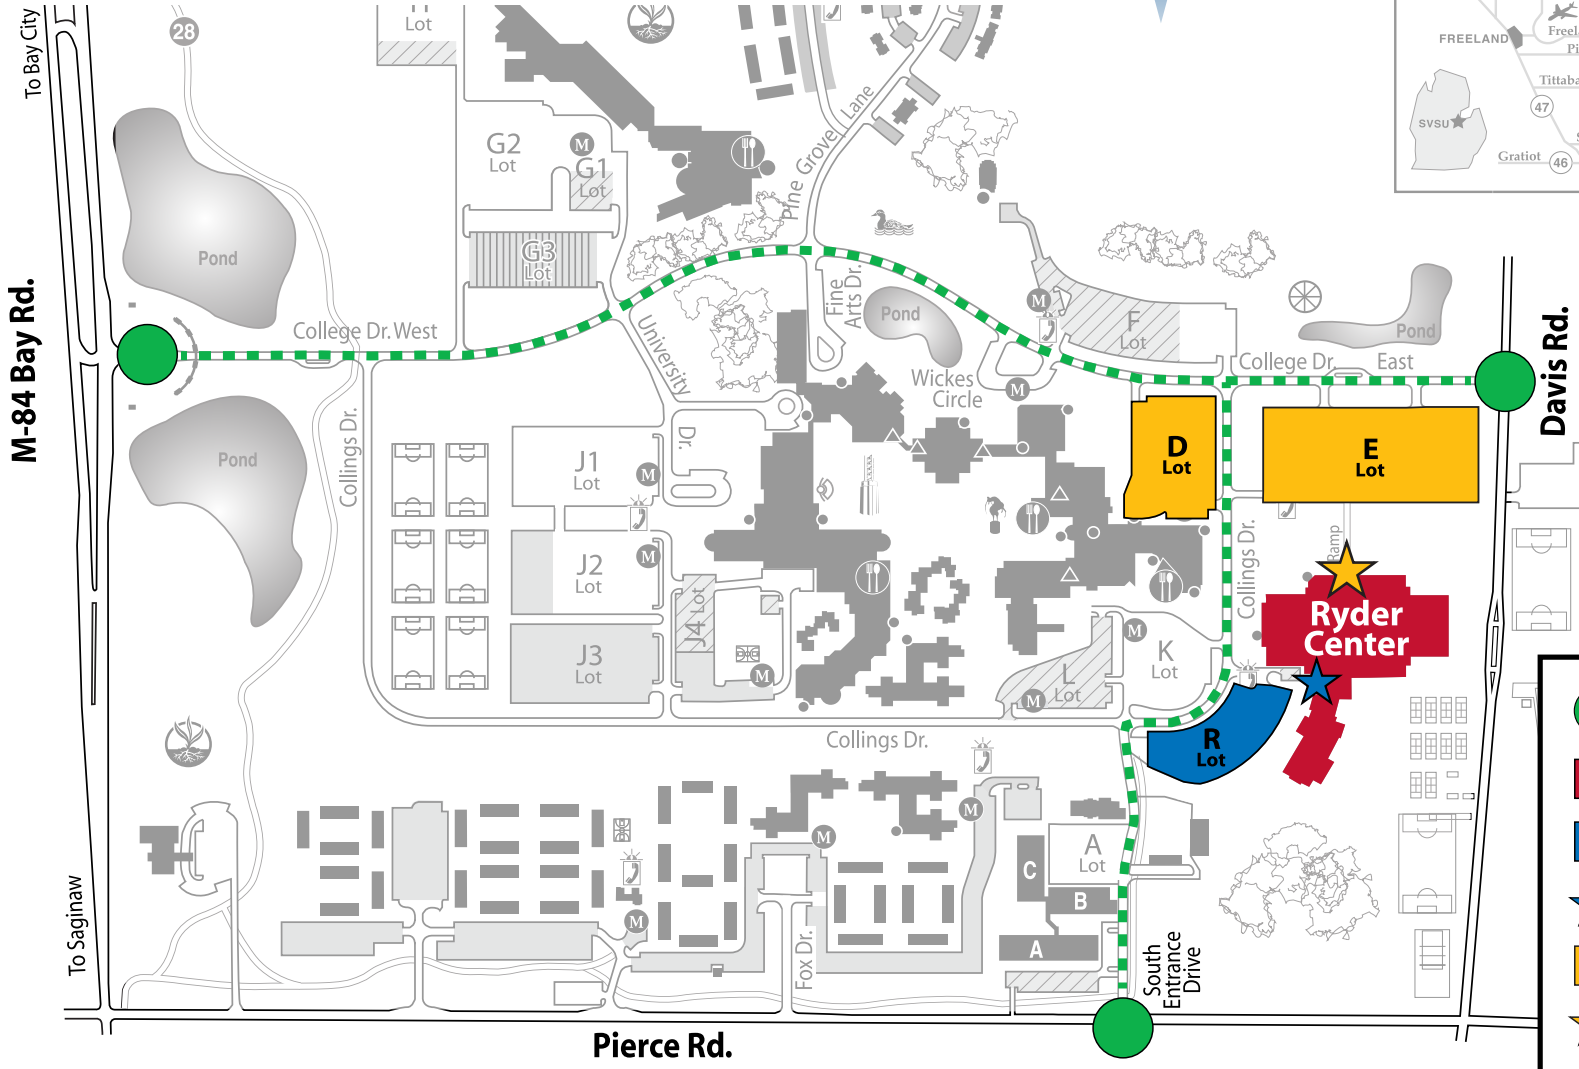 To Bay City
28
Lot
G2
Lot
M
G1
Lot
G3
Lot
Pine Grove Lane
FREELAND
47
SVSU
Gratiot
46
Pond
M-84 Bay Rd.
College Dr. West
University
Dr.
Fine
Arts Dr.
Pond
M
F
Lot
Pond
College Dr. East
Davis Rd.
Wickes
Circle
M
Pond
Collings Dr.
J1
Lot
M
J2
Lot
M
J3
Lot
J4 Lot
M
D
Lot
E
Lot
Collings Dr.
Ramp
Ryder
Center
M
K
Lot
L
Lot
M
R
Lot
Collings Dr.
M
M
M
A
Lot
C
B
A
To Saginaw
Fox Dr.
South
Entrance
Drive
Pierce Rd.